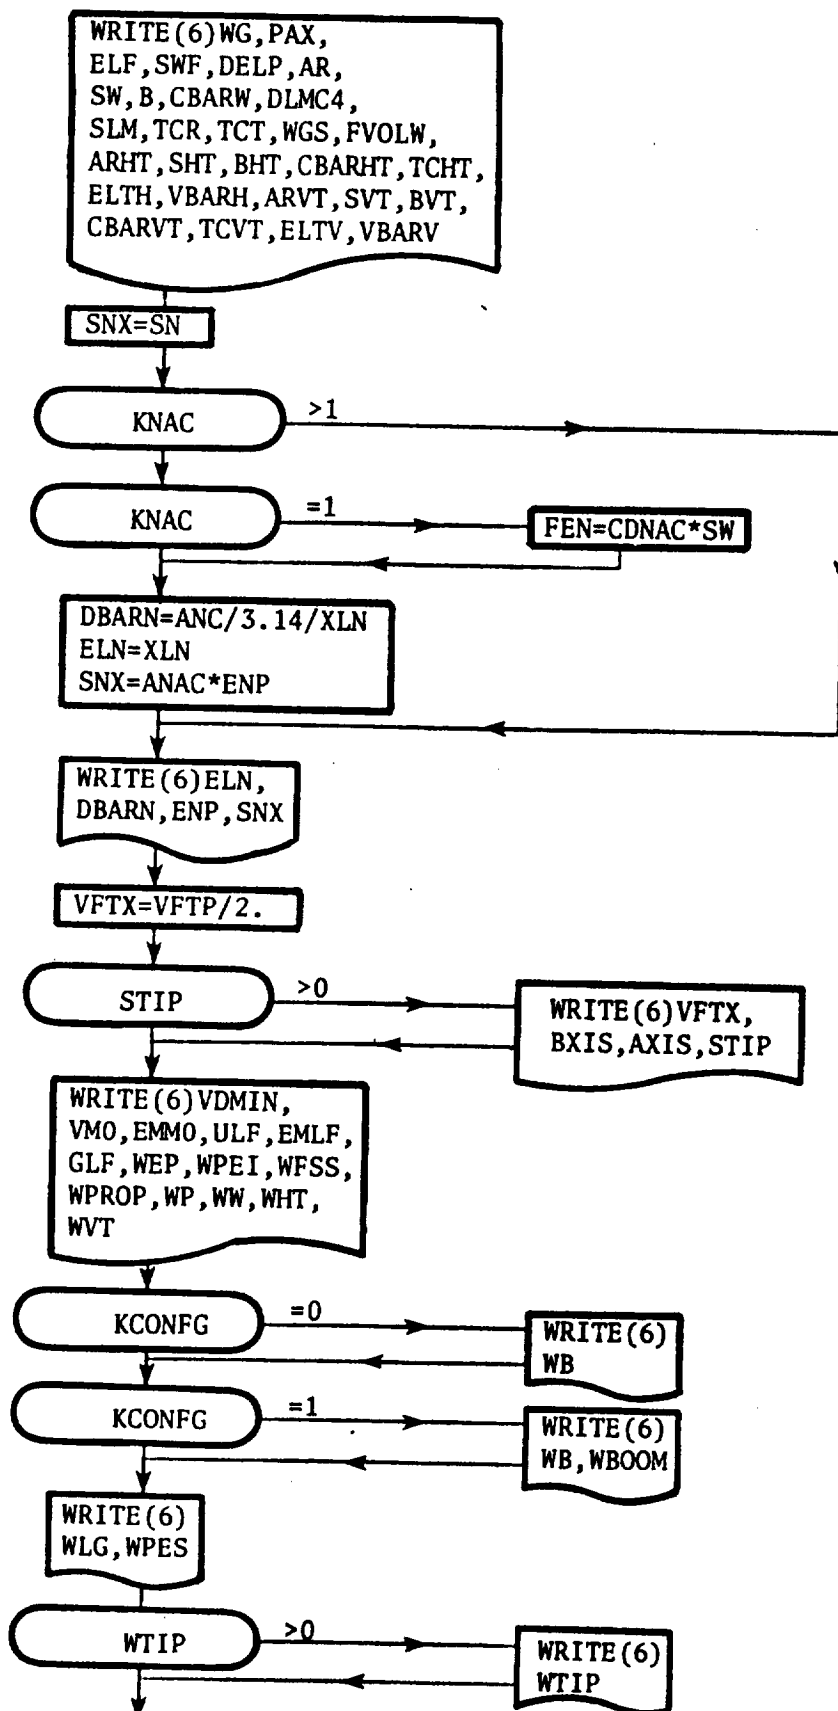 WRITE(6)WG,PAX,
ELF,SWF,DELP,AR,
SW,B,CBARW,DLMC4,
SLM,TCR,TCT,WGS,FVOLW,
ARHT,SHT,BHT,CBARHT,TCHT,
ELTH,VBARH,ARVT,SVT,BVT,
CBARVT,TCVT,ELTV,VBARV
SNX=SN
KNAC
>1
KNAC
=1
FEN=CDNAC*SW
DBARN=ANC/3.14/XLN
ELN=XLN
SNX=ANAC*ENP
WRITE(6)ELN,
DBARN,ENP,SNX
VFTX=VFTP/2.
STIP
>0
WRITE(6)VFTX,
BXIS,AXIS,STIP
WRITE(6)VDMIN,
VMO,EMMO,ULF,EMLF,
GLF,WEP,WPEI,WFSS,
WPROP,WP,WW,WHT,
WVT
KCONFG
=0
WRITE(6)
WB
KCONFG
=1
WRITE(6)
WB,WBOOM
WRITE(6)
WLG,WPES
WTIP
>0
WRITE(6)
WTIP